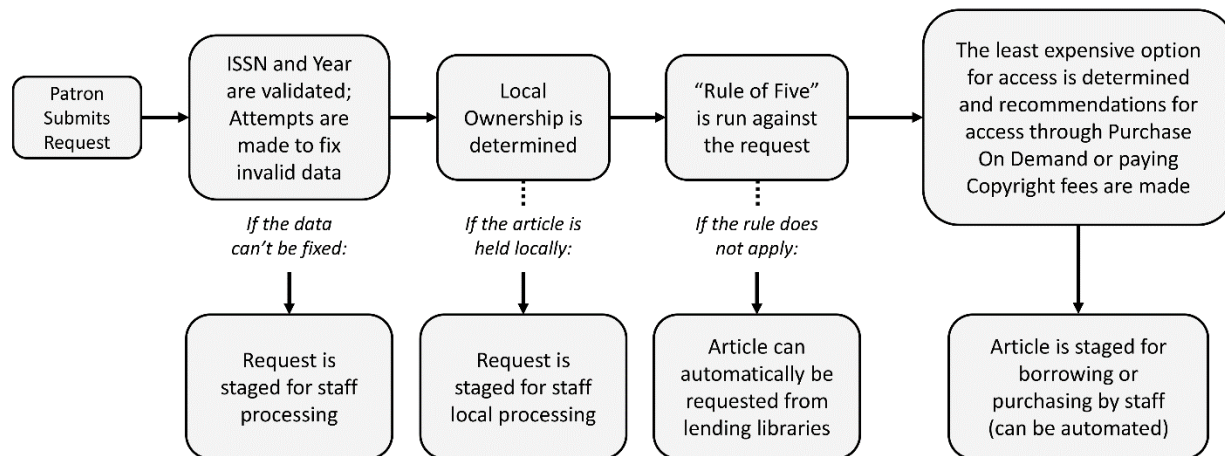 Patron
Submits
Request
ISSN and Year
are validated;
Attempts are
made to fix
invalid data
Local
Ownership is
determined
“Rule of Five”
is run against
the request
The least expensive option
for access is determined
and recommendations for
access through Purchase
On Demand or paying
Copyright fees are made
If the data
can’t be fixed:
If the article is
held locally:
If the rule does
not apply:
Request is
staged for staff
processing
Request is
staged for staff
local processing
Article can
automatically be
requested from
lending libraries
Article is staged for
borrowing or
purchasing by staff
(can be automated)